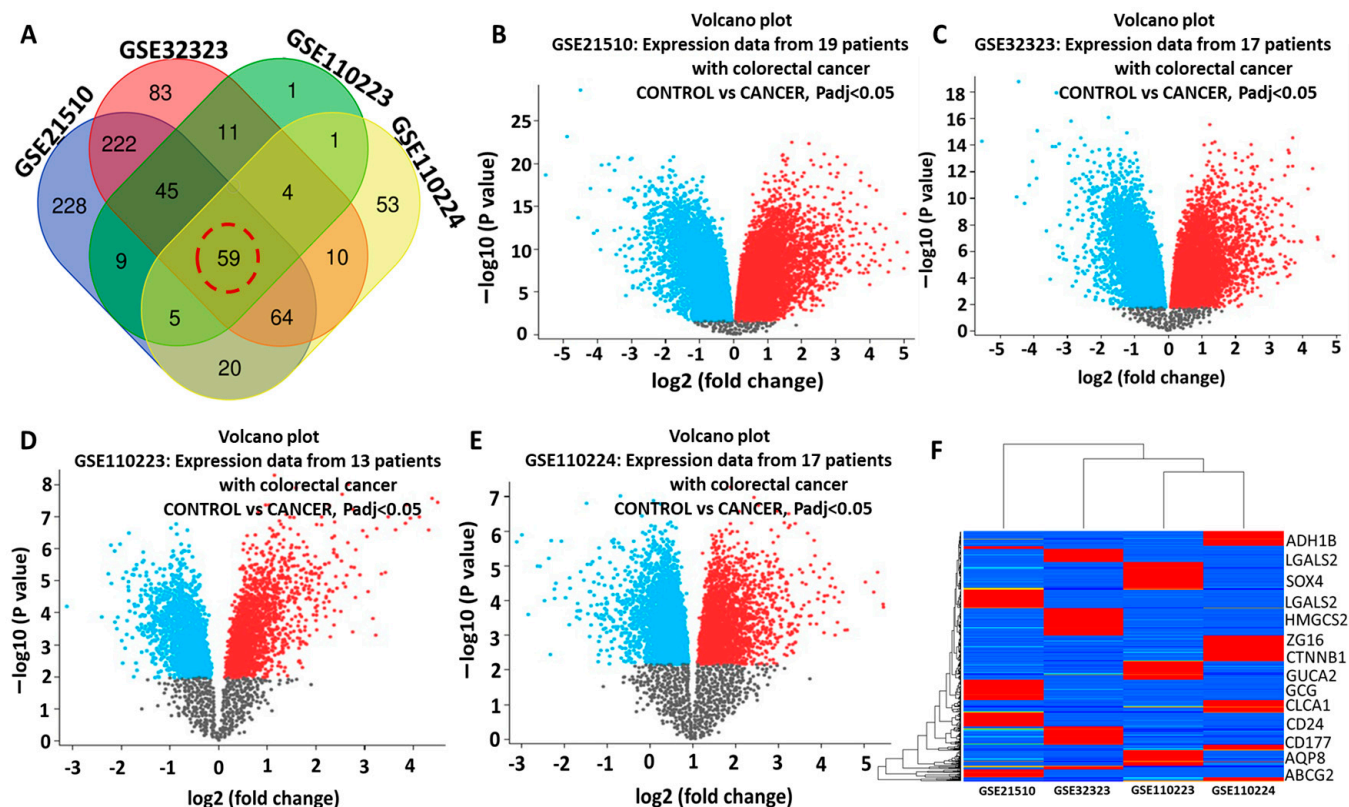 A
GSE21510
GSE32323
GSE110223
GSE110224
83
1
222
11
1
228
45
4
53
9
59
10
5
64
20
B
Volcano plot
GSE21510: Expression data from 19 patients
with colorectal cancer
CONTROL vs CANCER, Padj<0.05
−log10 (P value)
25
20
15
10
5
0
-5 -4 -3 -2 -1 0 1 2 3 4 5
log2 (fold change)
C
Volcano plot
GSE32323: Expression data from 17 patients
with colorectal cancer
CONTROL vs CANCER, Padj<0.05
−log10 (P value)
18
16
14
12
10
8
6
4
2
0
-5 -4 -3 -2 -1 0 1 2 3 4 5
log2 (fold change)
D
Volcano plot
GSE110223: Expression data from 13 patients
with colorectal cancer
CONTROL vs CANCER, Padj<0.05
−log10 (P value)
8
7
6
5
4
3
2
1
0
-3 -2 -1 0 1 2 3 4
log2 (fold change)
E
Volcano plot
GSE110224: Expression data from 17 patients
with colorectal cancer
CONTROL vs CANCER, Padj<0.05
−log10 (P value)
7
6
5
4
3
2
1
0
-3 -2 -1 0 1 2 3 4 5
log2 (fold change)
F
ADH1B
LGALS2
SOX4
LGALS2
HMGCS2
ZG16
CTNNB1
GUCA2
GCG
CLCA1
CD24
CD177
AQP8
ABCG2
GSE21510 GSE32323 GSE110223 GSE110224